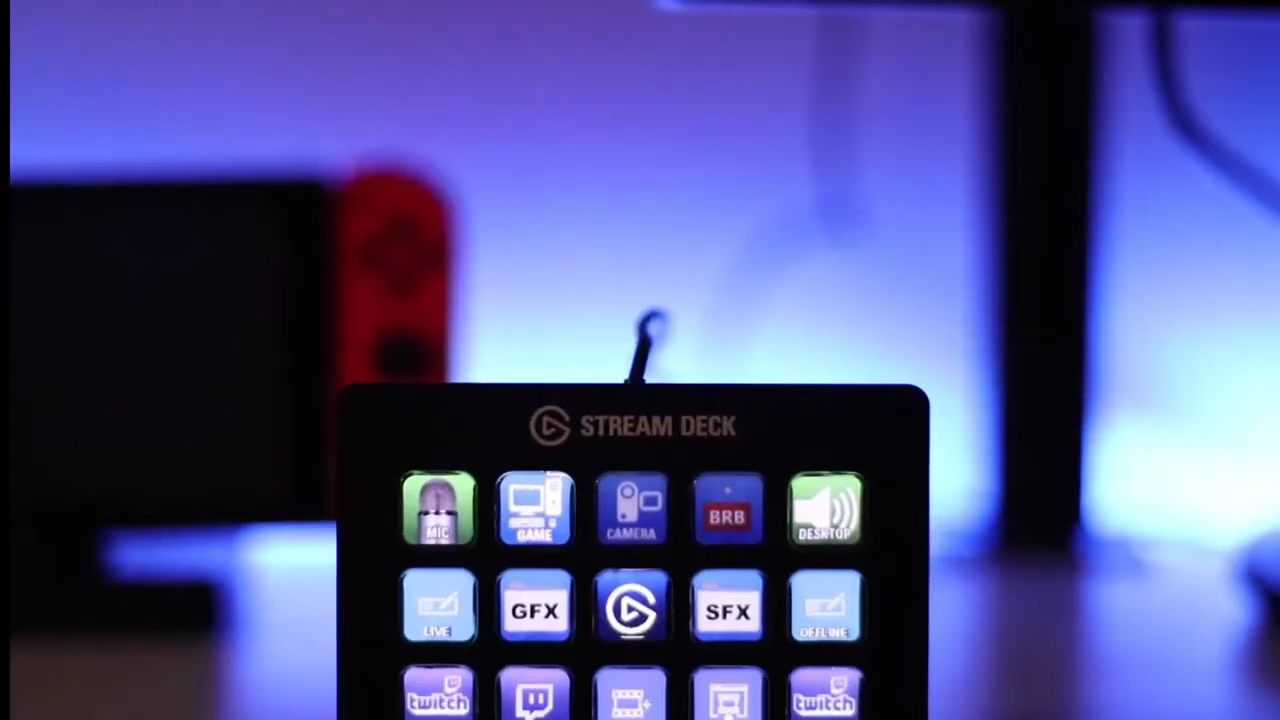 STREAM DECK
MIC GAME CAMERA BRB DESKTOP
LIVE GFX SFX OFFLINE
twitch twitch